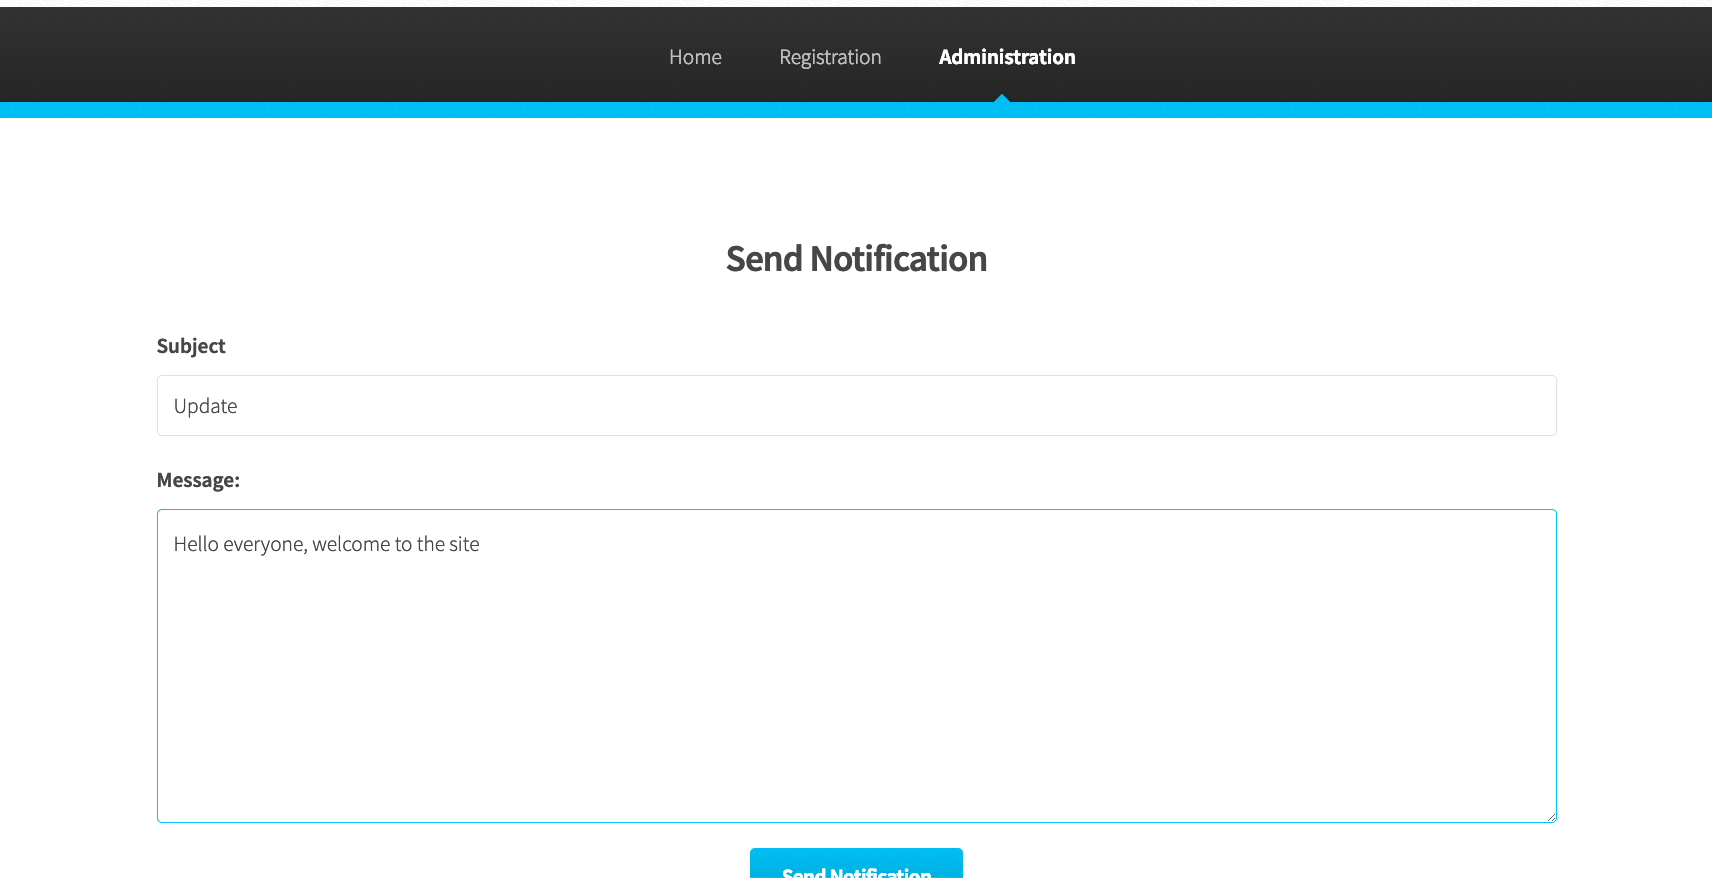 Home Registration Administration
Send Notification
Subject
Update
Message:
Hello everyone, welcome to the site
Send Notification